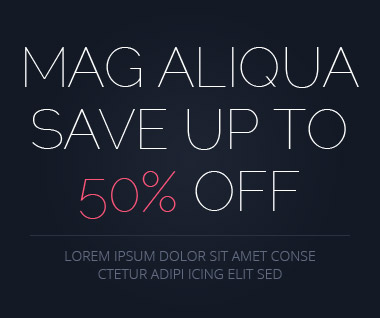 MAG ALIQUA
SAVE UP TO
50% OFF
LOREM IPSUM DOLOR SIT AMET CONSE
CTETUR ADIPI ICING ELIT SED